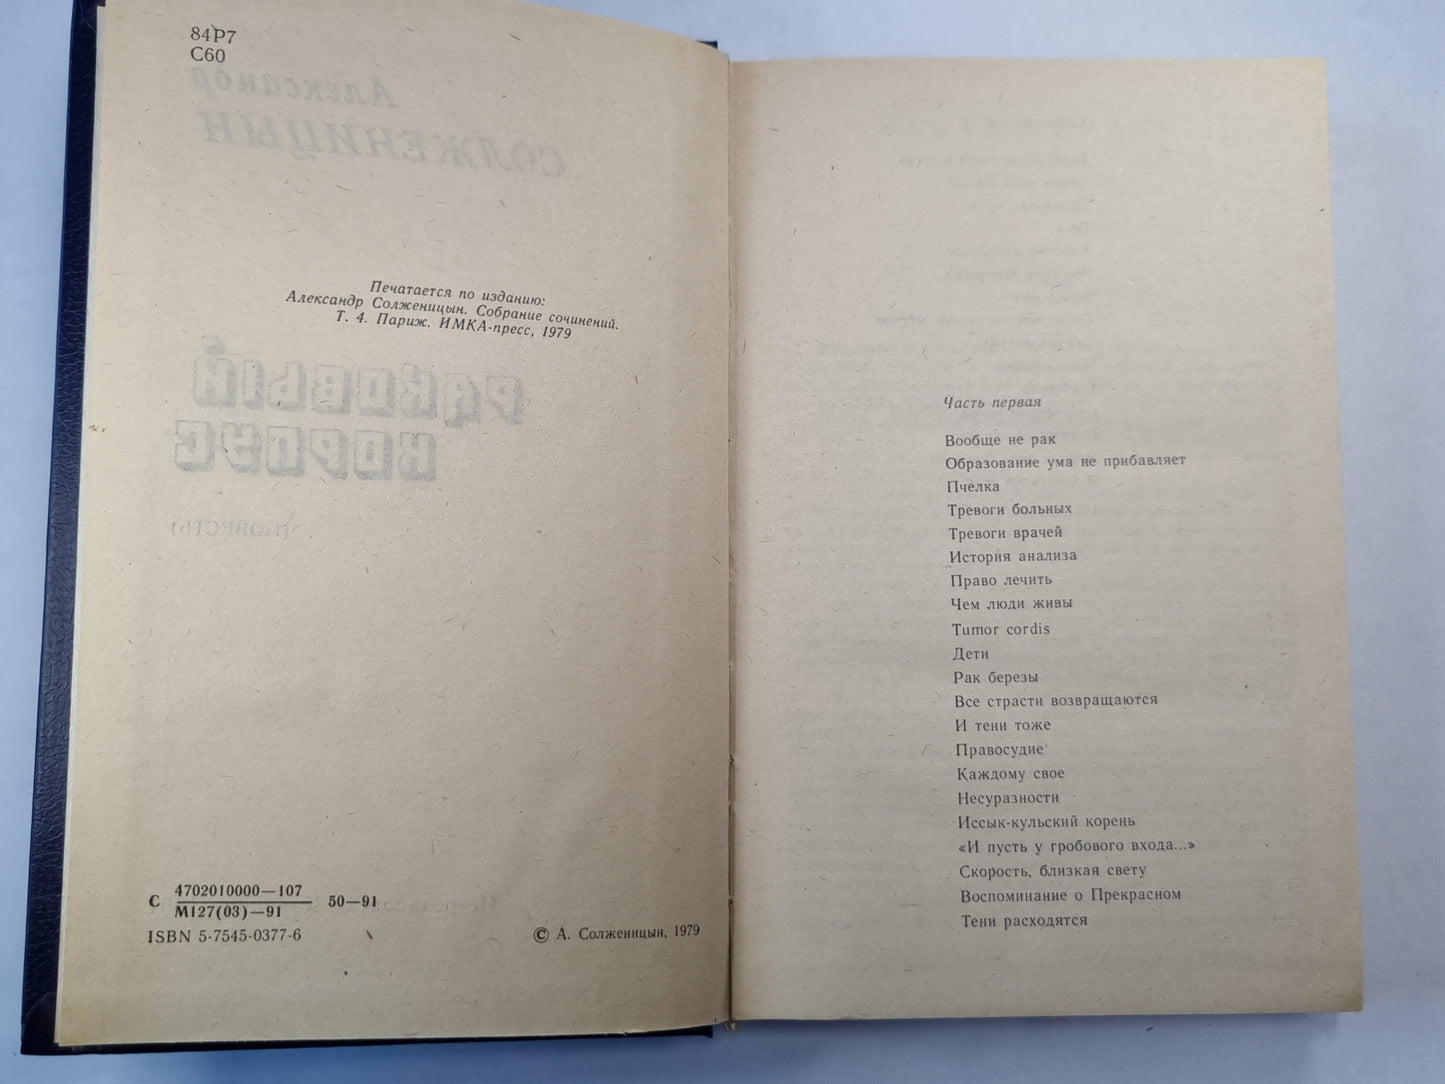 84Р7
С60
Печатается по изданию:
Александр Солженицын. Собрание сочинений.
Т. 4. Париж. ИМКА-пресс, 1979
С 4702010000—107
М127(03)—91
50—91
ISBN 5-7545-0377-6
© А. Солженицын, 1979
Часть первая
Вообще не рак
Образование ума не прибавляет
Пчелка
Тревоги больных
Тревоги врачей
История анализа
Право лечить
Чем люди живы
Tumor cordis
Дети
Рак березы
Все страсти возвращаются
И тени тоже
Правосудие
Каждому свое
Несуразности
Иссык-кульский корень
«И пусть у гробового входа...»
Скорость, близкая свету
Воспоминание о Прекрасном
Тени расходятся